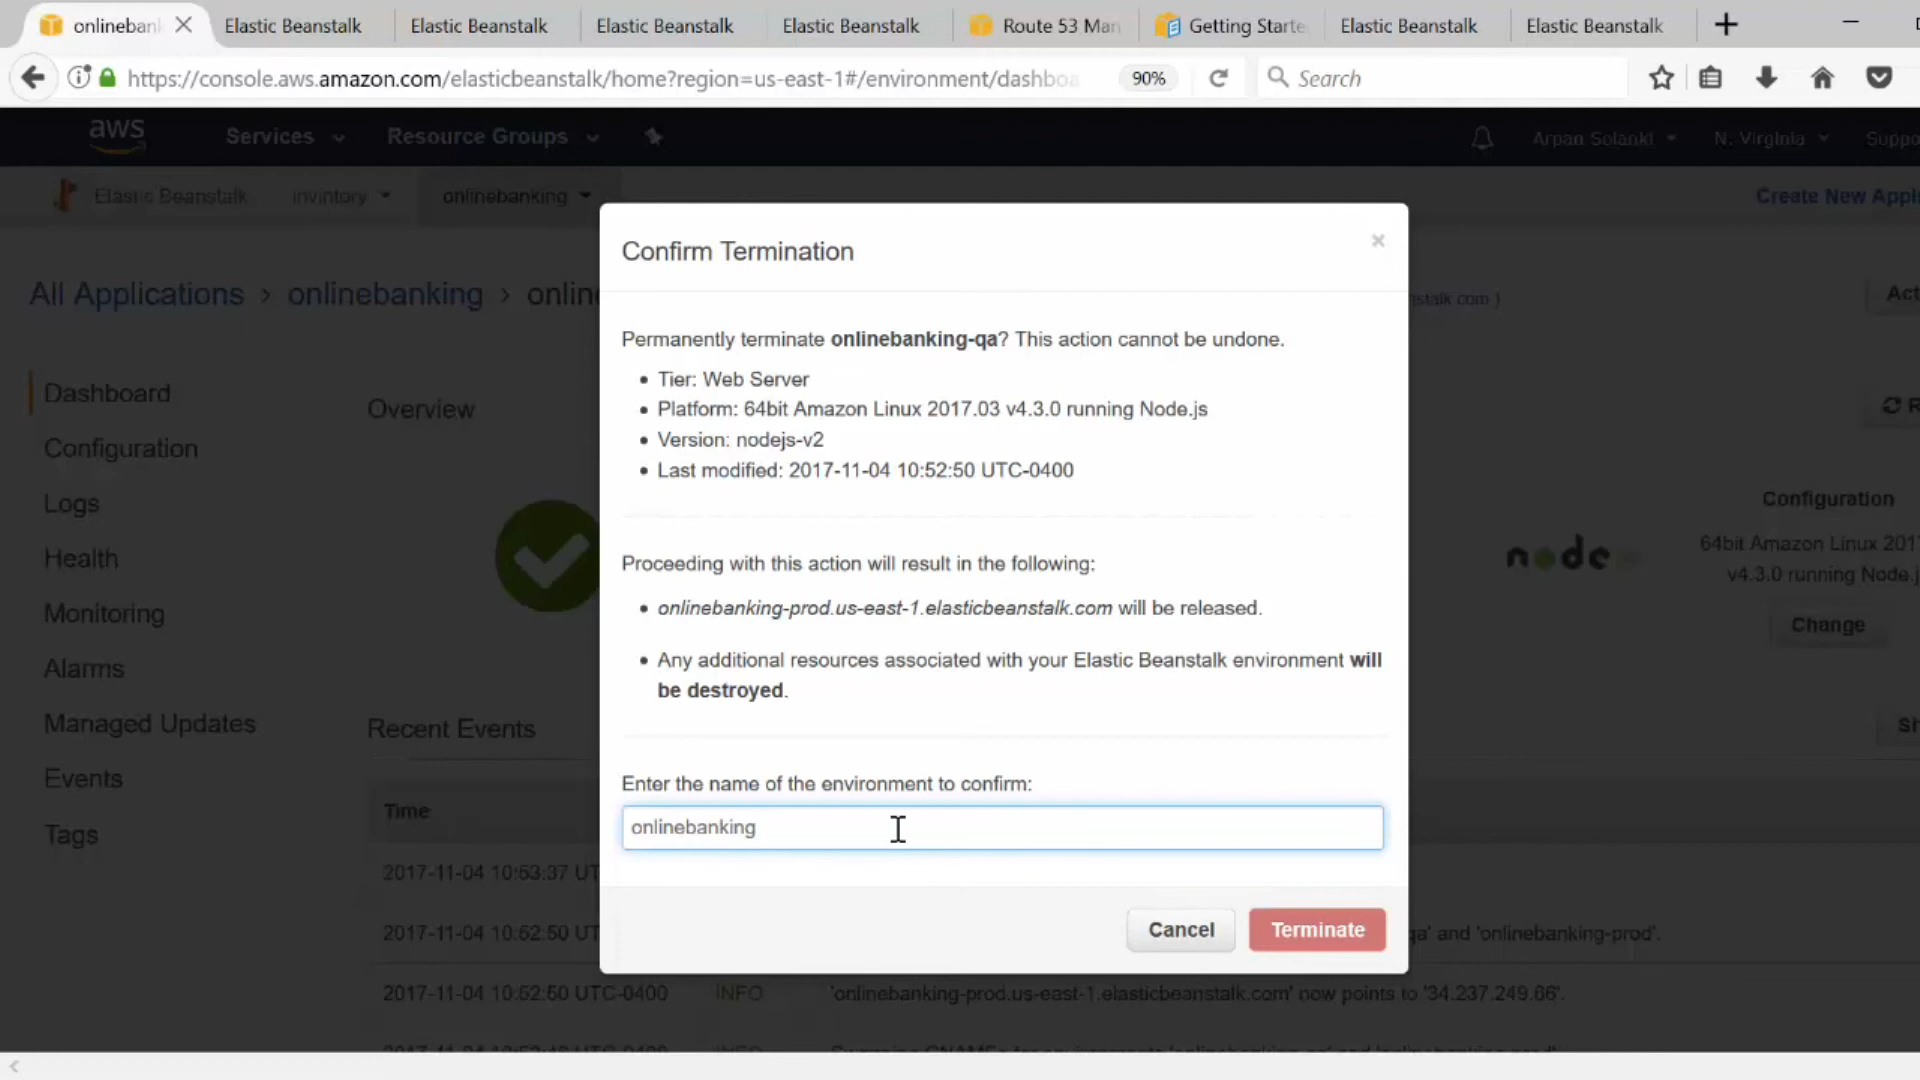 onlinebank
Elastic Beanstalk
Elastic Beanstalk
Elastic Beanstalk
Elastic Beanstalk
Route 53 Man
Getting Starte
Elastic Beanstalk
Elastic Beanstalk
https://console.aws.amazon.com/elasticbeanstalk/home?region=us-east-1#/environment/dashboa
90%
Search
aws
Services
Resource Groups
Arpan Solanki
N. Virginia
Suppo
Elastic Beanstalk
invintory
onlinebanking
Create New Appl
All Applications > onlinebanking > onlin
nstalk.com )
Act
Dashboard
Configuration
Logs
Health
Monitoring
Alarms
Managed Updates
Events
Tags
Overview
R
Configuration
node
64bit Amazon Linux 2017
v4.3.0 running Node.j
Change
Recent Events
Sh
Time
2017-11-04 10:53:37 UT
2017-11-04 10:52:50 UT
qa' and 'onlinebanking-prod'.
2017-11-04 10:52:50 UTC-0400 INFO 'onlinebanking-prod.us-east-1.elasticbeanstalk.com' now points to '34.237.249.66'.
Confirm Termination
×
Permanently terminate onlinebanking-qa? This action cannot be undone.
• Tier: Web Server
• Platform: 64bit Amazon Linux 2017.03 v4.3.0 running Node.js
• Version: nodejs-v2
• Last modified: 2017-11-04 10:52:50 UTC-0400
Proceeding with this action will result in the following:
• onlinebanking-prod.us-east-1.elasticbeanstalk.com will be released.
• Any additional resources associated with your Elastic Beanstalk environment will
be destroyed.
Enter the name of the environment to confirm:
onlinebanking
Cancel
Terminate